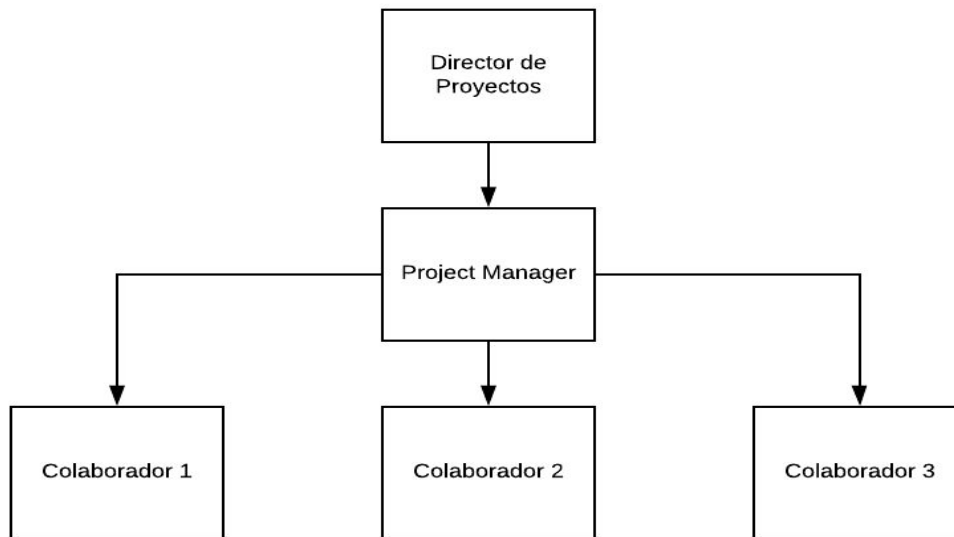 Director de
Proyectos
Project Manager
Colaborador 1
Colaborador 2
Colaborador 3